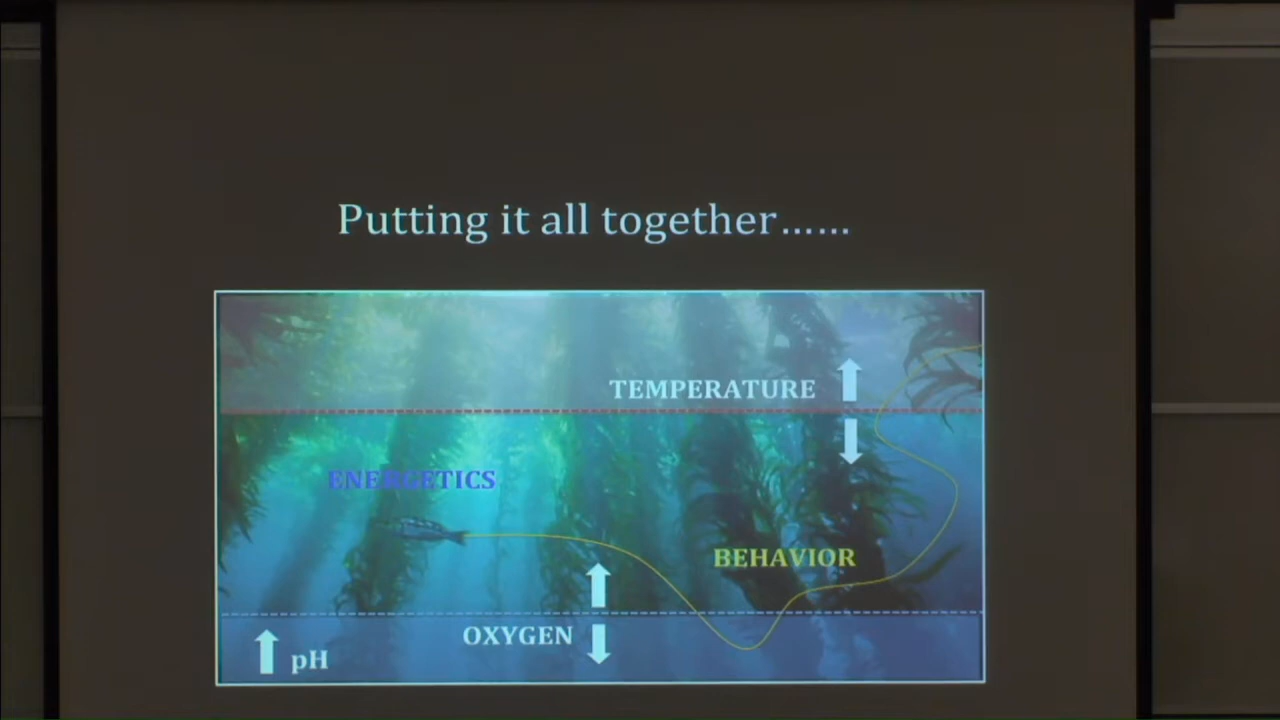 Putting it all together......
TEMPERATURE
ENERGETICS
BEHAVIOR
OXYGEN
pH